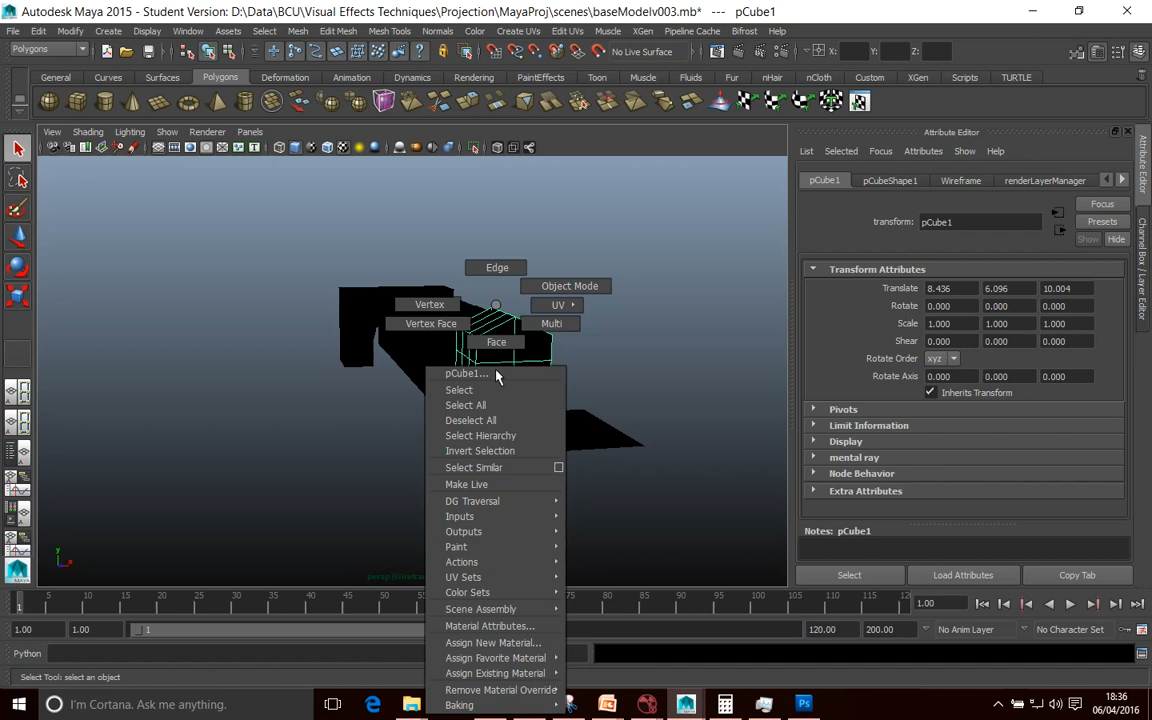 Autodesk Maya 2015 - Student Version: D:\Data\BCU\Visual Effects Techniques\Projection\MayaProj\scenes\baseModelv003.mb* --- pCube1
File Edit Modify Create Display Window Assets Select Mesh Edit Mesh Mesh Tools Normals Color Create UVs Edit UVs Muscle XGen Pipeline Cache Bifrost Help
Polygons No Live Surface X: Y: Z:
General Curves Surfaces Polygons Deformation Animation Dynamics Rendering PaintEffects Toon Muscle Fluids Fur nHair nCloth Custom XGen Scripts TURTLE
View Shading Lighting Show Renderer Panels
Attribute Editor
List Selected Focus Attributes Show Help
pCube1 pCubeShape1 Wireframe renderLayerManager
Focus
transform: pCube1 Presets
Show Hide
Transform Attributes
Translate 8.436 6.096 10.004
Rotate 0.000 0.000 0.000
Scale 1.000 1.000 1.000
Shear 0.000 0.000 0.000
Rotate Order xyz
Rotate Axis 0.000 0.000 0.000
Inherits Transform
Pivots
Limit Information
Display
mental ray
Node Behavior
Extra Attributes
Notes: pCube1
Select Load Attributes Copy Tab
Attribute Editor
Channel Box / Layer Editor
Edge
Object Mode
Vertex UV
Vertex Face Multi
Face
pCube1...
Select
Select All
Deselect All
Select Hierarchy
Invert Selection
Select Similar
Make Live
DG Traversal
Inputs
Outputs
Paint
Actions
UV Sets
Color Sets
Scene Assembly
Material Attributes...
Assign New Material...
Assign Favorite Material
Assign Existing Material
Remove Material Override
Baking
y
MAYA
5 10 15 20 25 30 35 40 45 50 55 60 65 70 75 80 85 90 95 100 105 110 115 120
1
1.00
1.00 1.00 1 120.00 200.00 No Anim Layer No Character Set
Python
Select Tool: select an object
I'm Cortana. Ask me anything.
18:36
06/04/2016